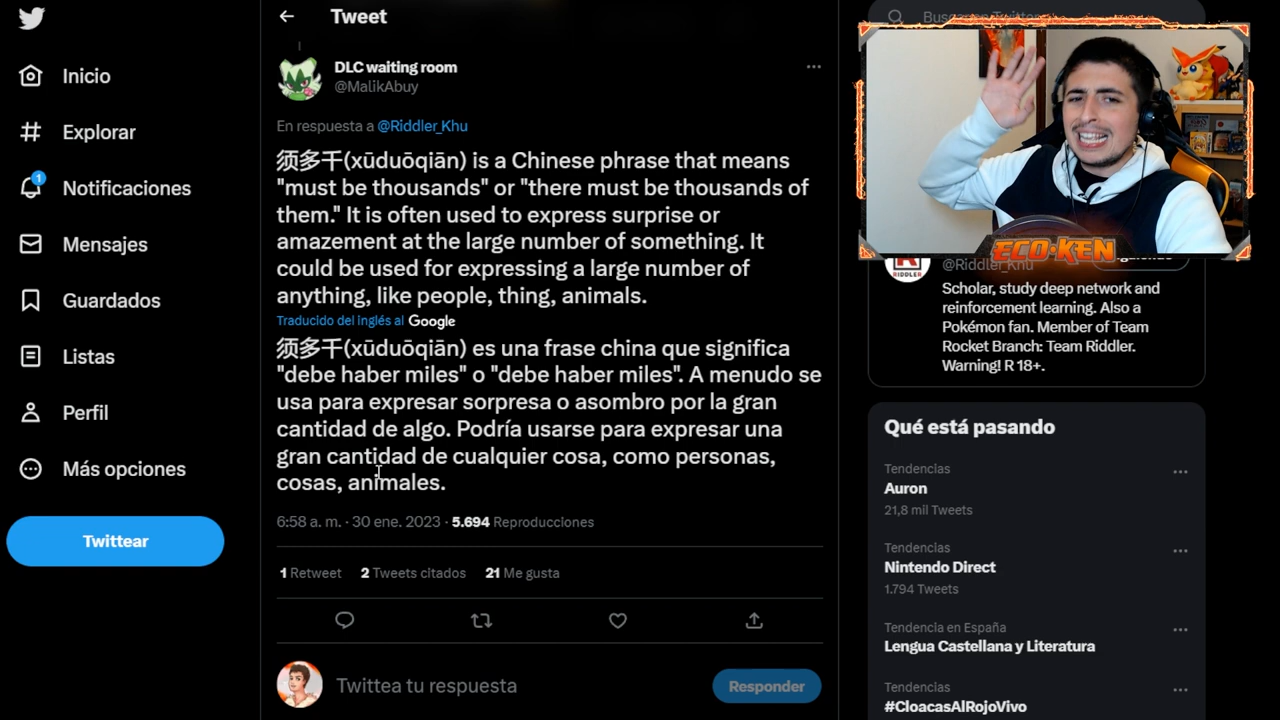 Inicio
Explorar
1
Notificaciones
Mensajes
Guardados
Listas
Perfil
Más opciones
Twittear
Tweet
DLC waiting room
@MalikAbuy
En respuesta a @Riddler_Khu
须多千(xūduōqiān) is a Chinese phrase that means
"must be thousands" or "there must be thousands of
them." It is often used to express surprise or
amazement at the large number of something. It
could be used for expressing a large number of
anything, like people, thing, animals.
Traducido del inglés al Google
须多千(xūduōqiān) es una frase china que significa
"debe haber miles" o "debe haber miles". A menudo se
usa para expresar sorpresa o asombro por la gran
cantidad de algo. Podría usarse para expresar una
gran cantidad de cualquier cosa, como personas,
cosas, animales.
6:58 a. m. · 30 ene. 2023 · 5.694 Reproducciones
1 Retweet 2 Tweets citados 21 Me gusta
Twittea tu respuesta
Responder
ECO·KEN
RIDDLER
@Riddler_Khu
Scholar, study deep network and
reinforcement learning. Also a
Pokémon fan. Member of Team
Rocket Branch: Team Riddler.
Warning! R 18+.
Qué está pasando
Tendencias
Auron
21,8 mil Tweets
Tendencias
Nintendo Direct
1.794 Tweets
Tendencia en España
Lengua Castellana y Literatura
Tendencias
#CloacasAlRojoVivo